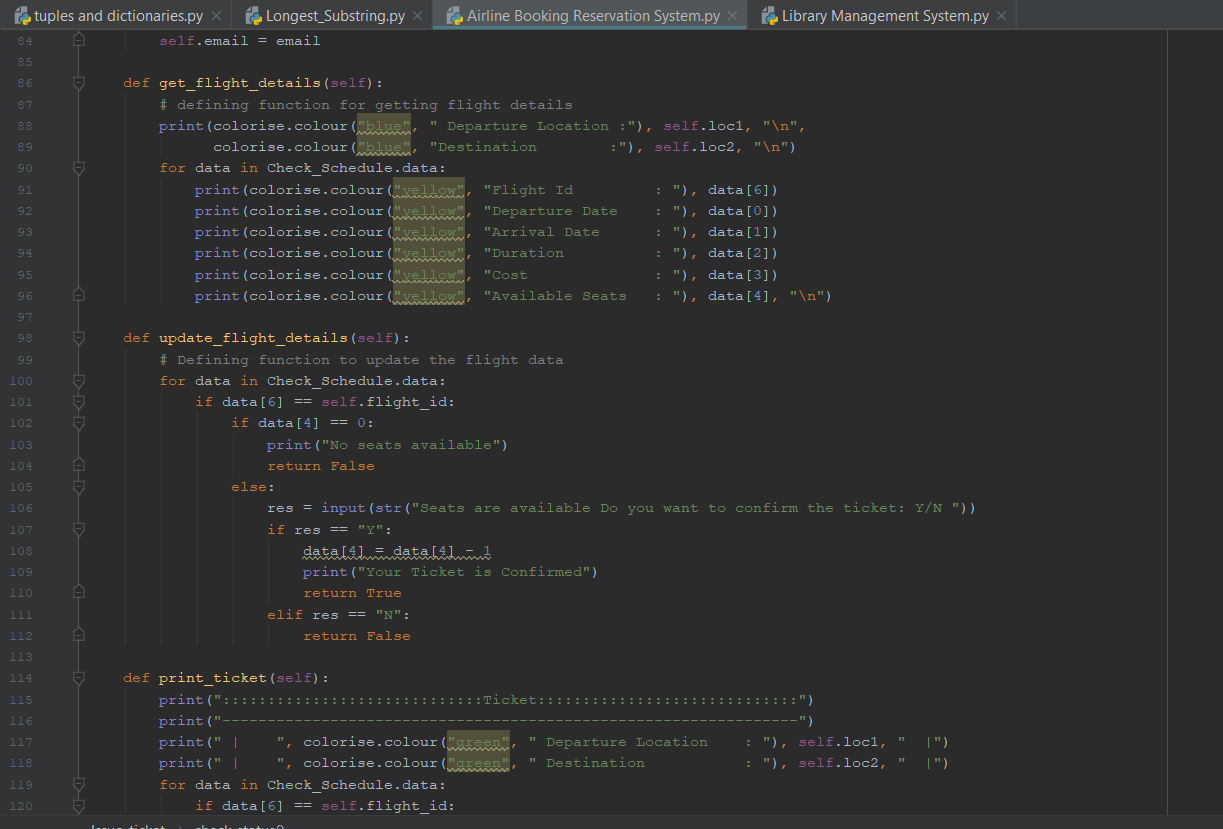 tuples and dictionaries.py × Longest_Substring.py × Airline Booking Reservation System.py × Library Management System.py ×
84 self.email = email
85
86 def get_flight_details(self):
87 # defining function for getting flight details
88 print(colorise.colour("blue", " Departure Location :"), self.loc1, "\n",
89 colorise.colour("blue", "Destination        :"), self.loc2, "\n")
90 for data in Check_Schedule.data:
91 print(colorise.colour("yellow", "Flight Id         : "), data[6])
92 print(colorise.colour("yellow", "Departure Date    : "), data[0])
93 print(colorise.colour("yellow", "Arrival Date      : "), data[1])
94 print(colorise.colour("yellow", "Duration          : "), data[2])
95 print(colorise.colour("yellow", "Cost              : "), data[3])
96 print(colorise.colour("yellow", "Available Seats   : "), data[4], "\n")
97
98 def update_flight_details(self):
99 # Defining function to update the flight data
100 for data in Check_Schedule.data:
101 if data[6] == self.flight_id:
102 if data[4] == 0:
103 print("No seats available")
104 return False
105 else:
106 res = input(str("Seats are available Do you want to confirm the ticket: Y/N "))
107 if res == "Y":
108 data[4] = data[4] - 1
109 print("Your Ticket is Confirmed")
110 return True
111 elif res == "N":
112 return False
113
114 def print_ticket(self):
115 print(":::::::::::::::::::::::::::::Ticket:::::::::::::::::::::::::::::")
116 print("----------------------------------------------------------------")
117 print(" |    ", colorise.colour("green", " Departure Location    : "), self.loc1, "  |")
118 print(" |    ", colorise.colour("green", " Destination           : "), self.loc2, "  |")
119 for data in Check_Schedule.data:
120 if data[6] == self.flight_id:
Issue_ticket › check_status()